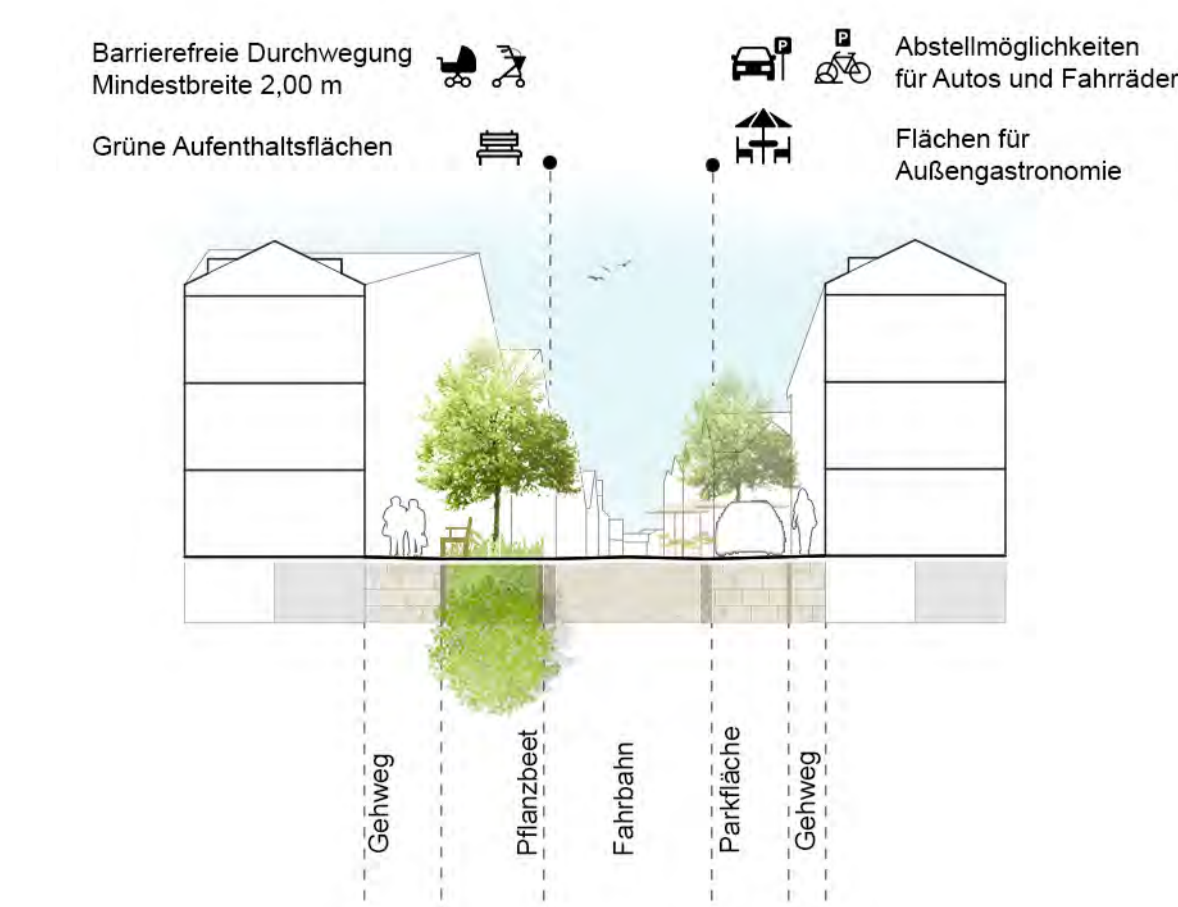 Barrierefreie Durchwegung
Mindestbreite 2,00 m
Grüne Aufenthaltsflächen
P
P
Abstellmöglichkeiten
für Autos und Fahrräder
Flächen für
Außengastronomie
Gehweg
Pflanzbeet
Fahrbahn
Parkfläche
Gehweg